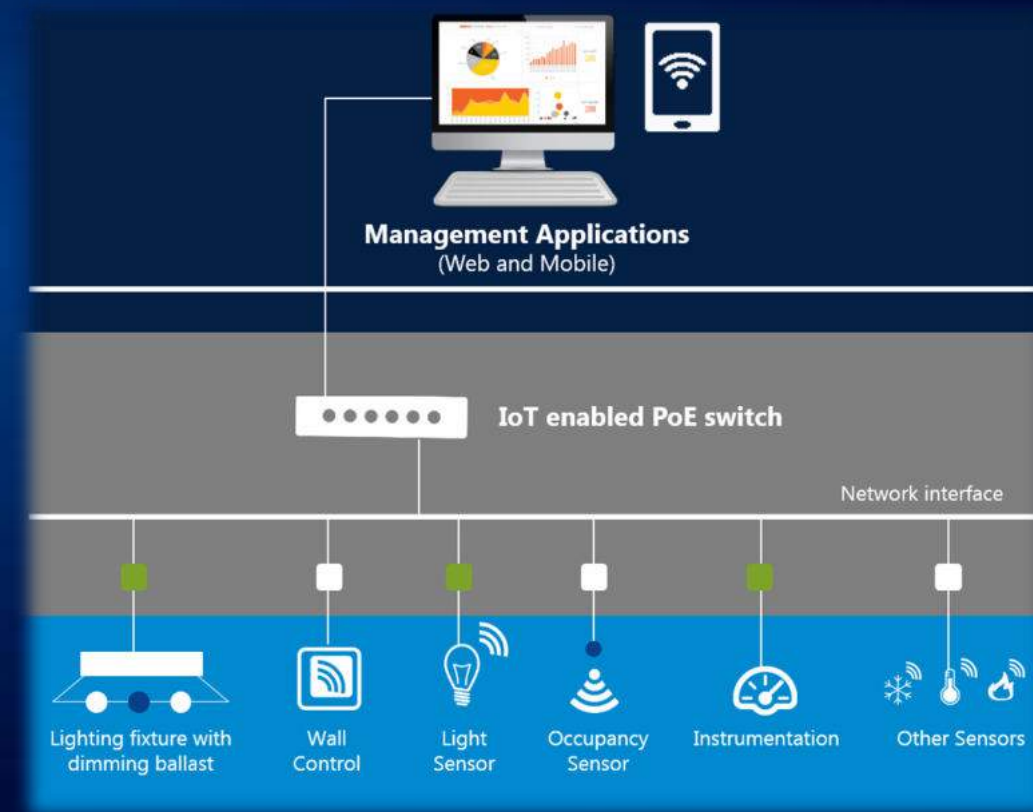 Management Applications
(Web and Mobile)
IoT enabled PoE switch
Network interface
Lighting fixture with
dimming ballast
Wall
Control
Light
Sensor
Occupancy
Sensor
Instrumentation
Other Sensors